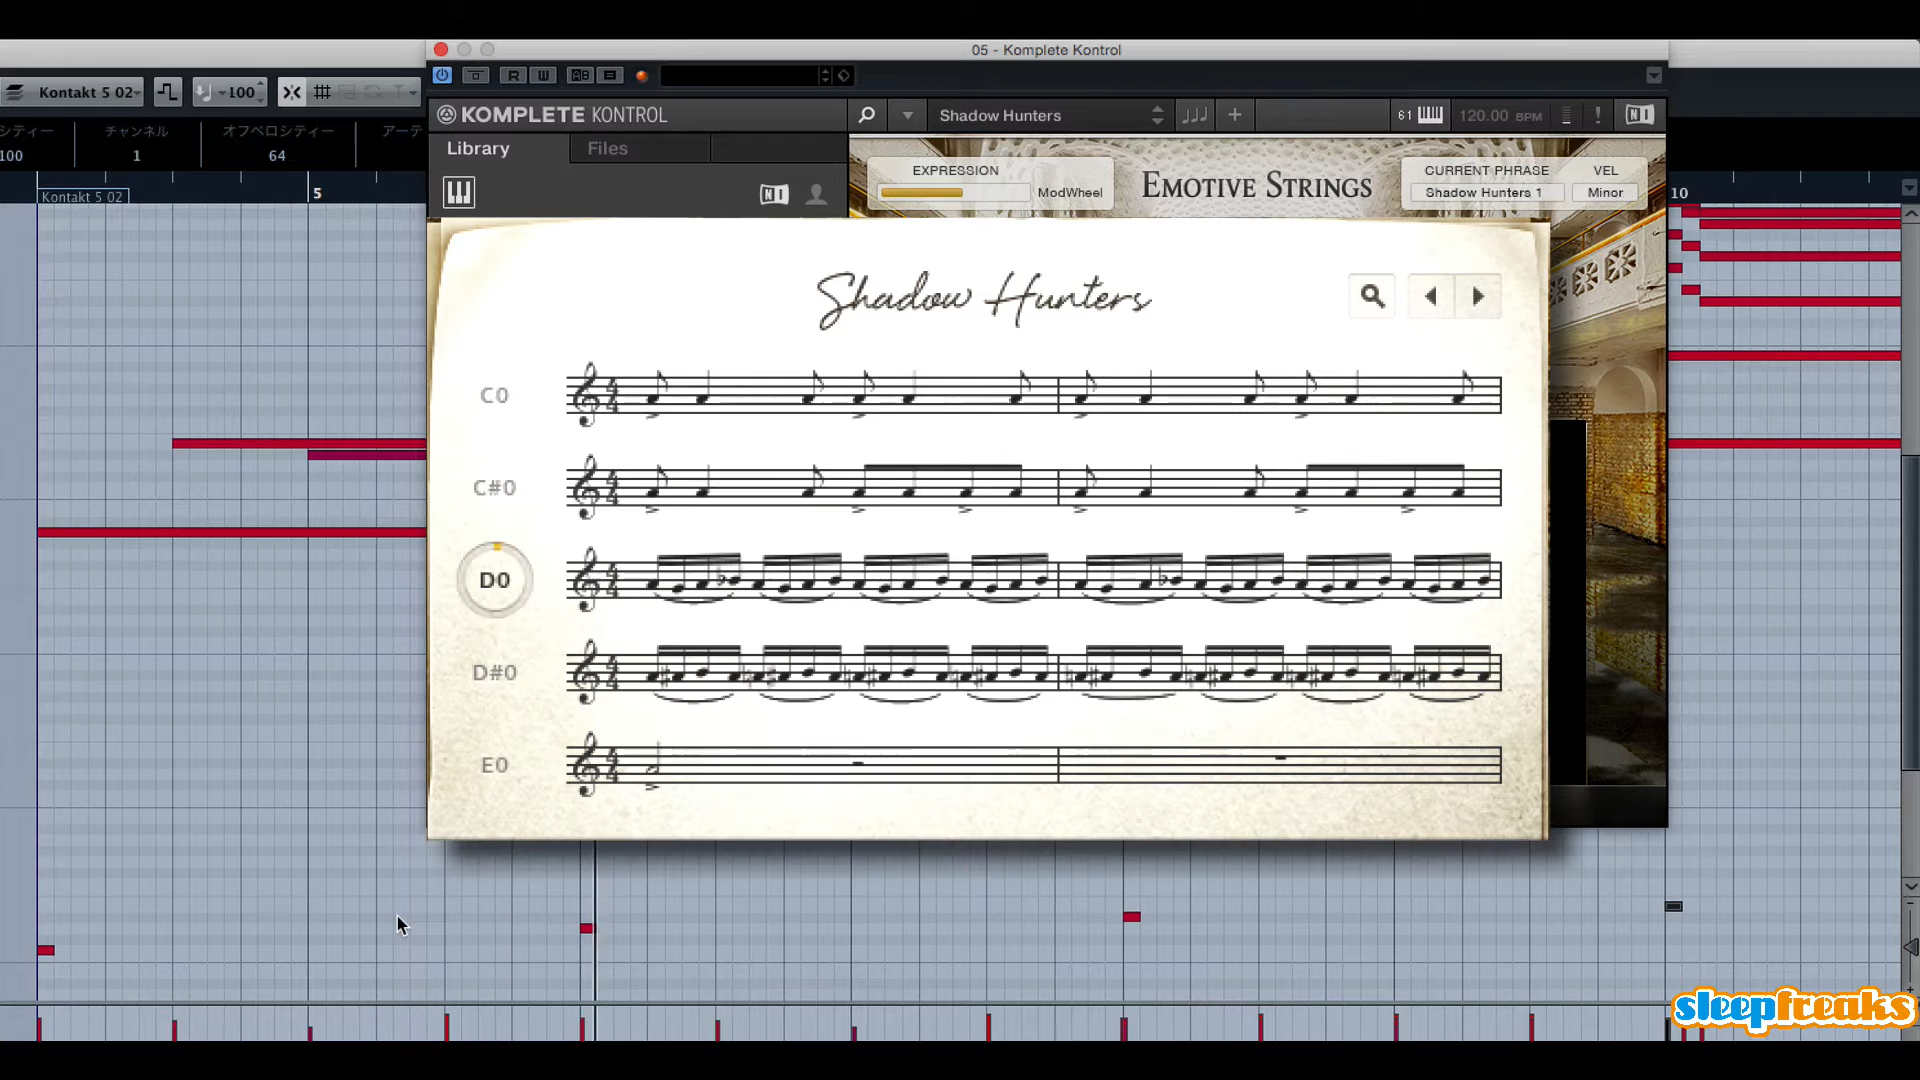 05 - Komplete Kontrol
Kontakt 5 02
100
R W AB
KOMPLETE KONTROL
Shadow Hunters
61
120.00 BPM
NI
シティー
チャンネル
オフベロシティー
アーテ
100
1
64
Library
Files
NI
EXPRESSION
ModWheel
EMOTIVE STRINGS
CURRENT PHRASE
VEL
Shadow Hunters 1
Minor
Kontakt 5 02
5
10
Shadow Hunters
C0
C#0
D0
D#0
E0
sleepfreaks